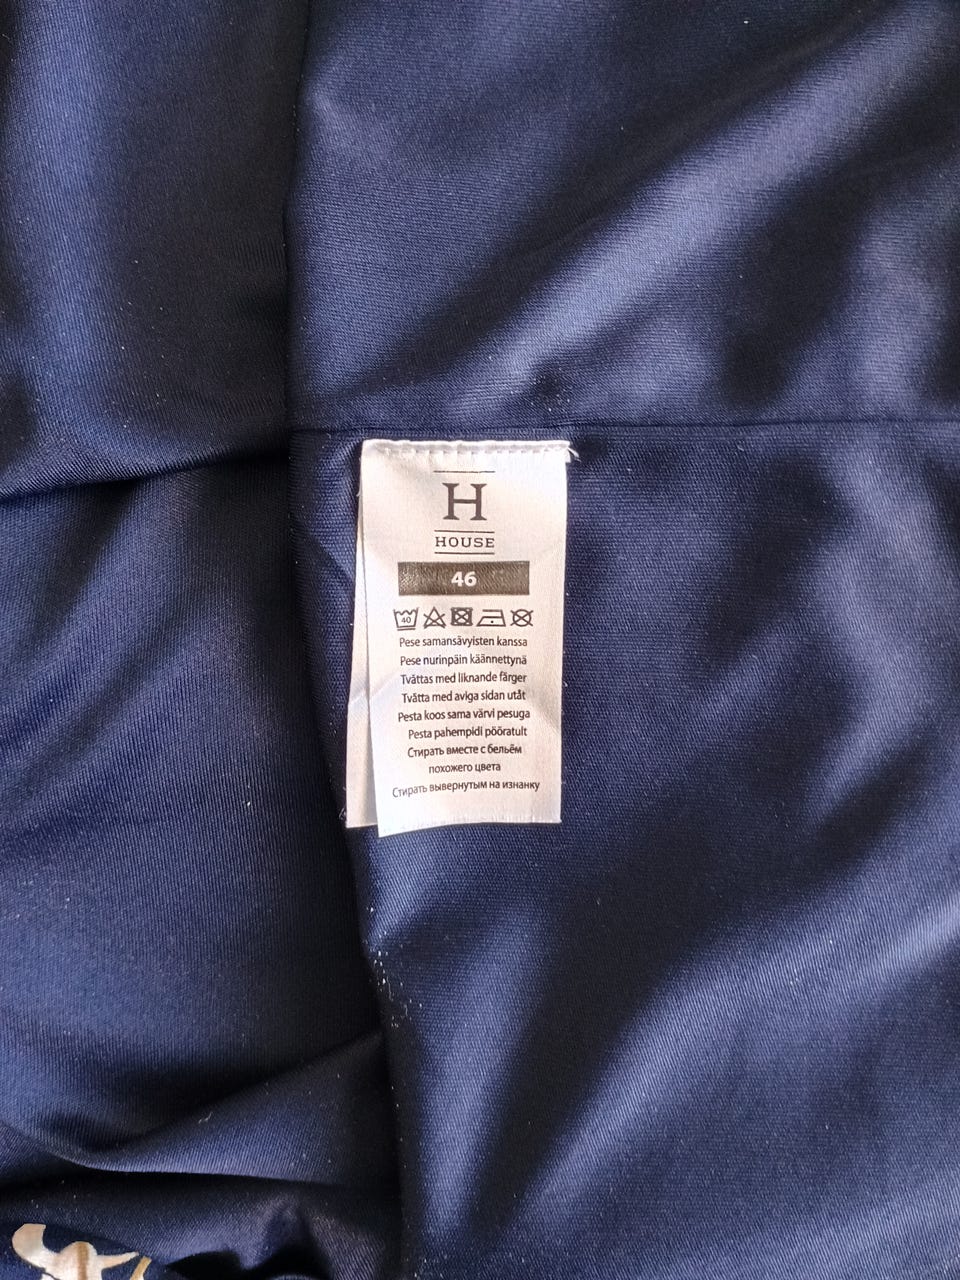 H
HOUSE
46
40
Pese samansävyisten kanssa
Pese nurinpäin käännettynä
Tvättas med liknande färger
Tvätta med aviga sidan utåt
Pesta koos sama värvi pesuga
Pesta pahempidi pööratult
Стирать вместе с бельём
похожего цвета
Стирать вывернутым на изнанку